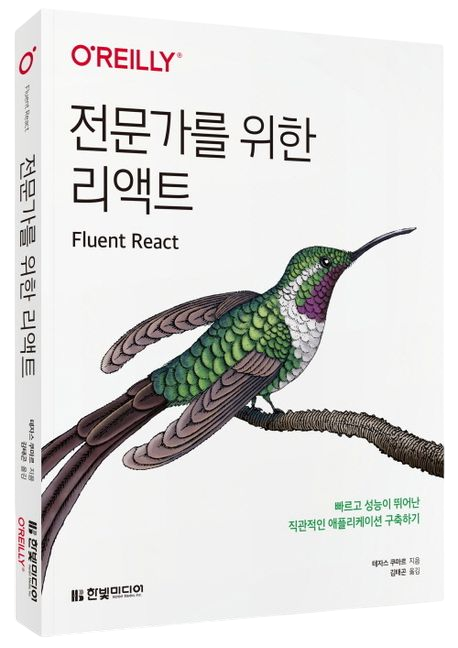 O'REILLY®
전문가를 위한
리액트
Fluent React
빠르고 성능이 뛰어난
직관적인 애플리케이션 구축하기
테자스 쿠마르 지음
김태곤 옮김
한빛미디어
Fluent React
전문가를 위한 리액트
테자스 쿠마르 지음
김태곤 옮김
O'REILLY®
한빛미디어